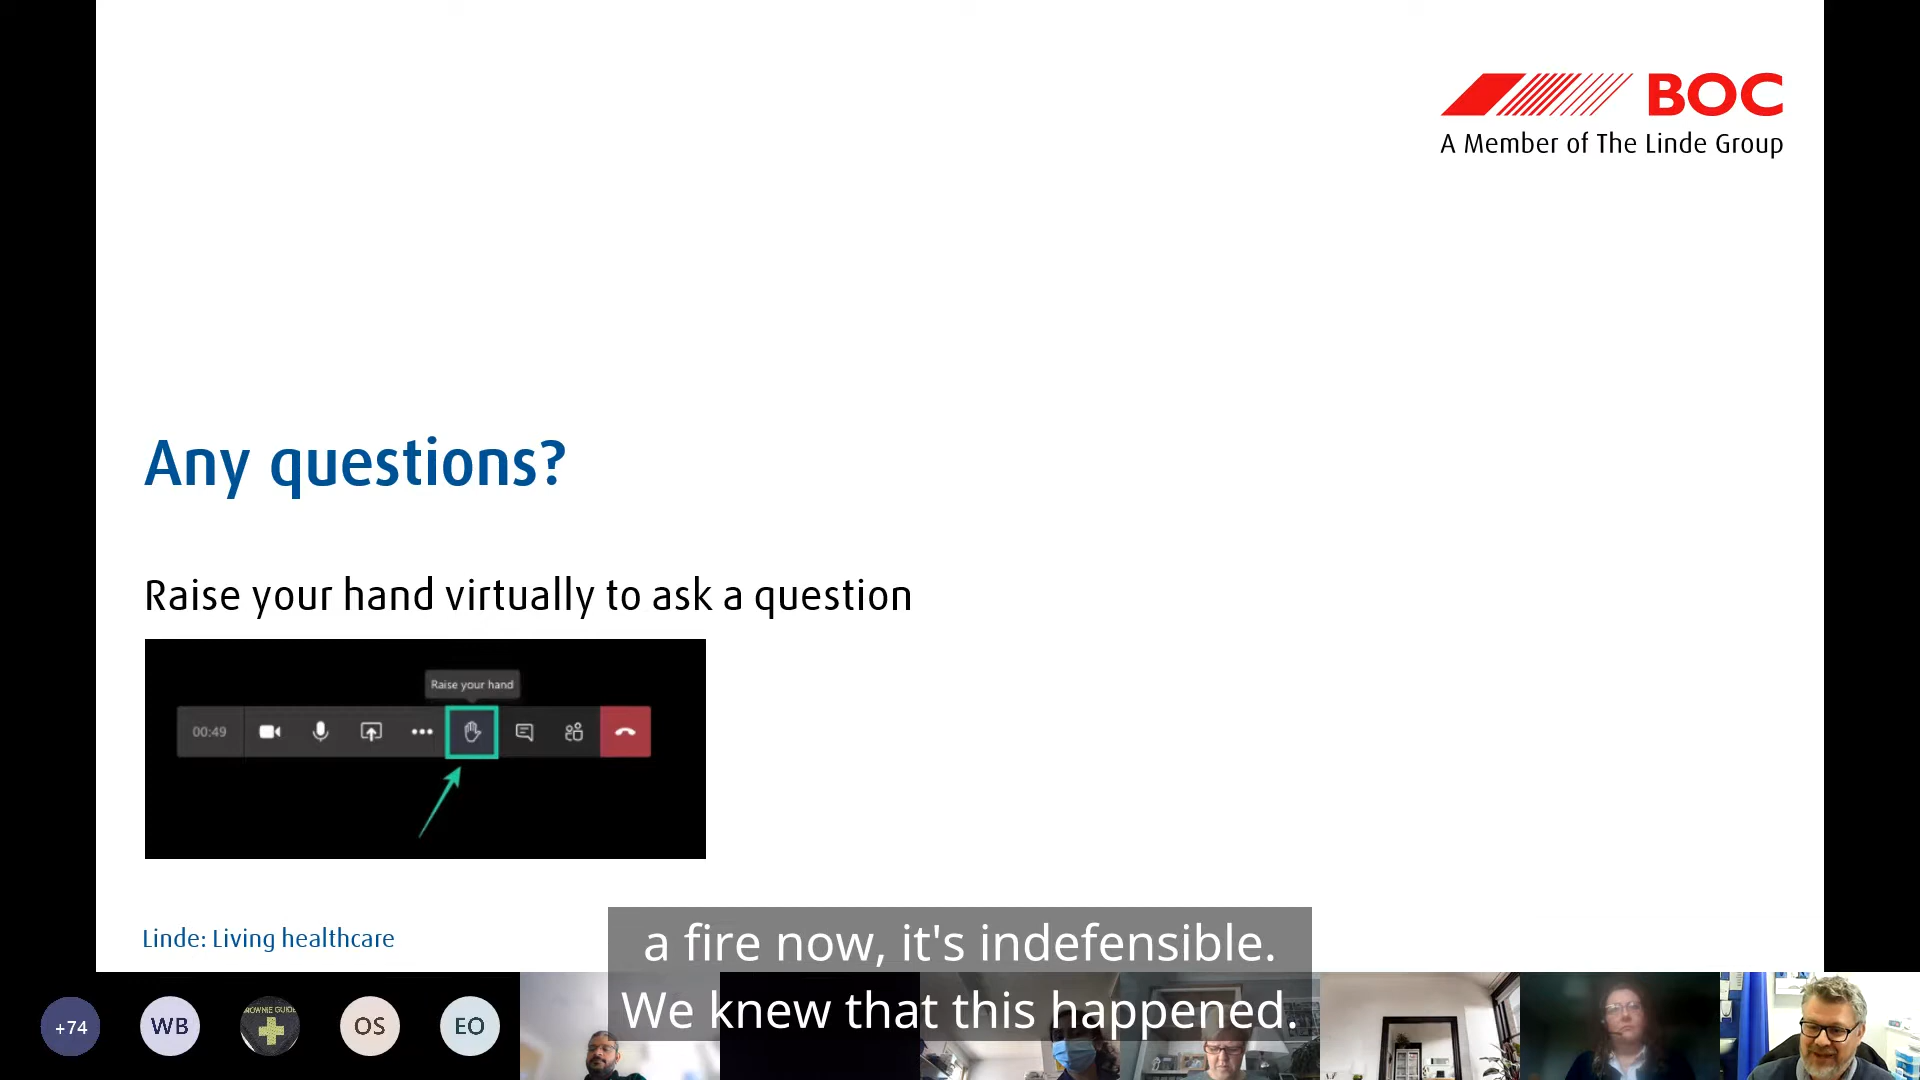 BOC
A Member of The Linde Group
Any questions?
Raise your hand virtually to ask a question
Raise your hand
00:49
Linde: Living healthcare
a fire now, it's indefensible.
We knew that this happened.
+74
WB
OS
EO